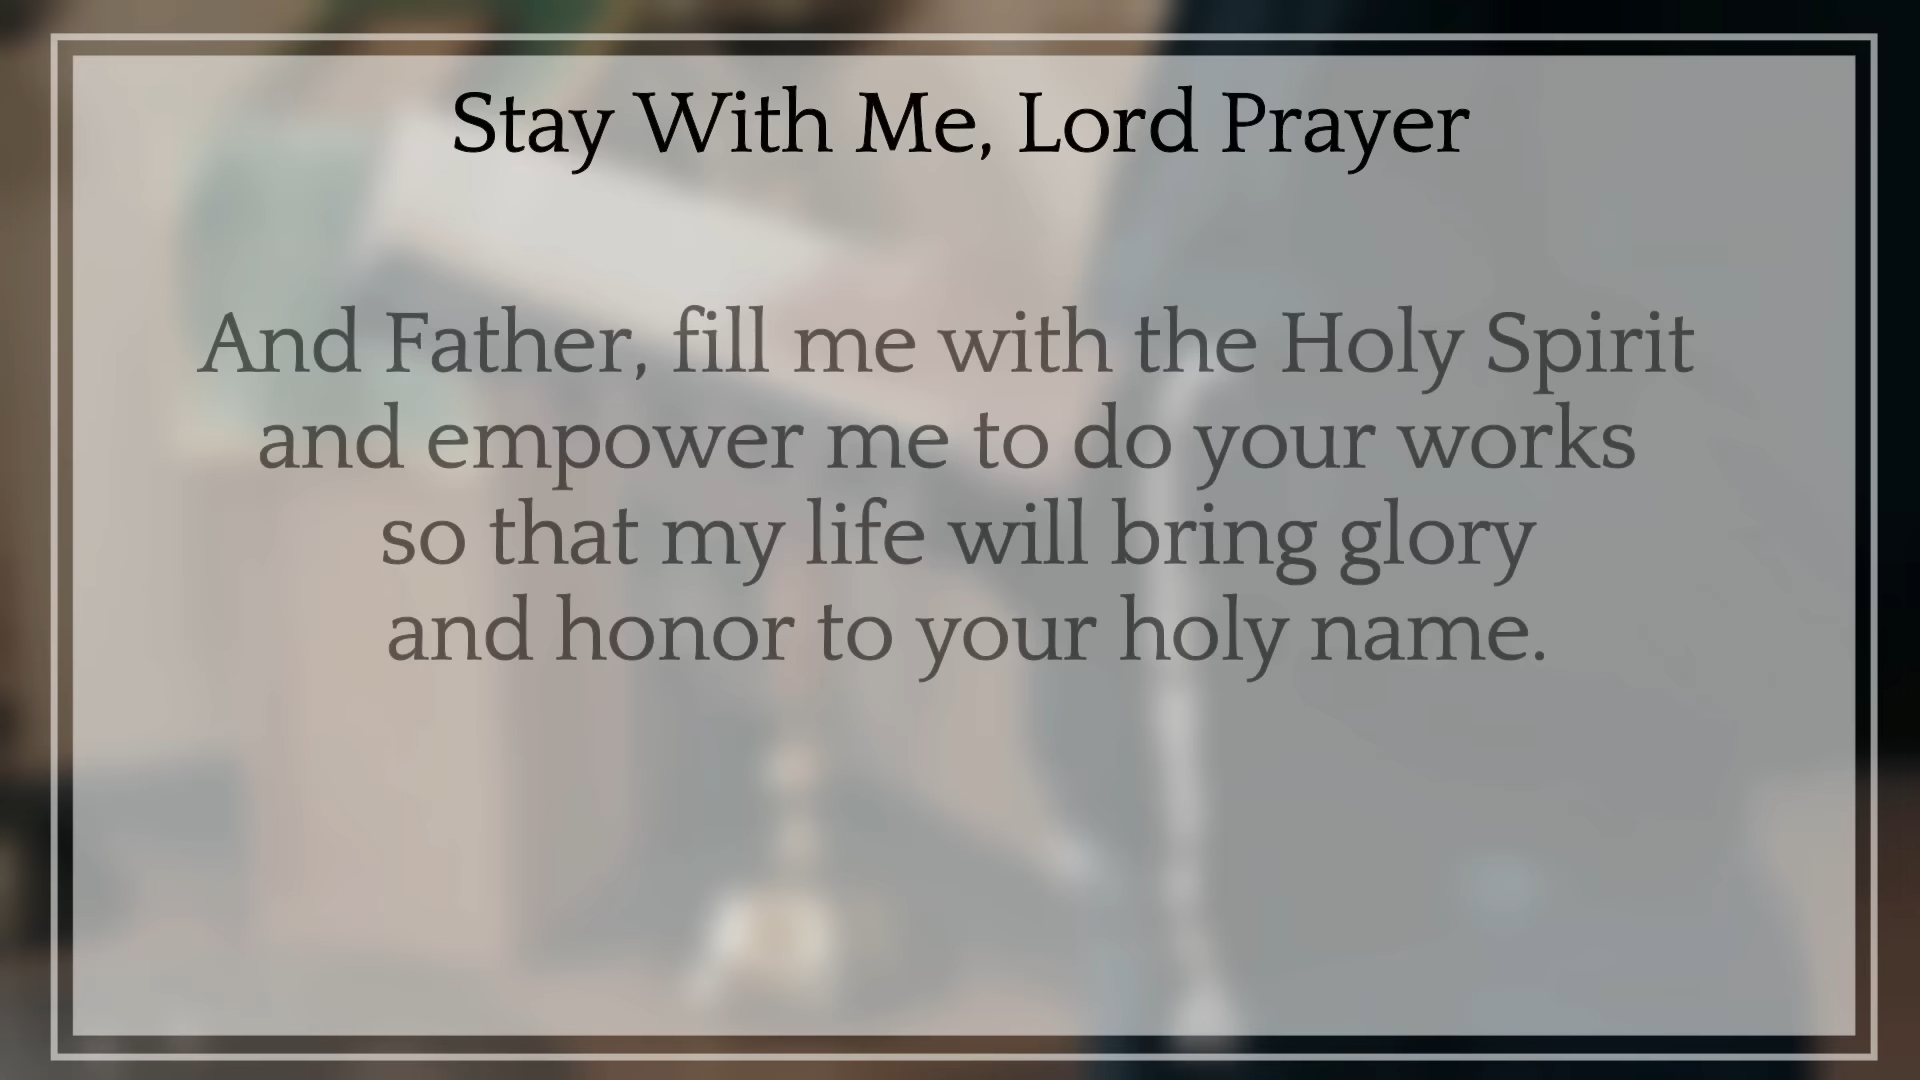 Stay With Me, Lord Prayer
And Father, fill me with the Holy Spirit
and empower me to do your works
so that my life will bring glory
and honor to your holy name.